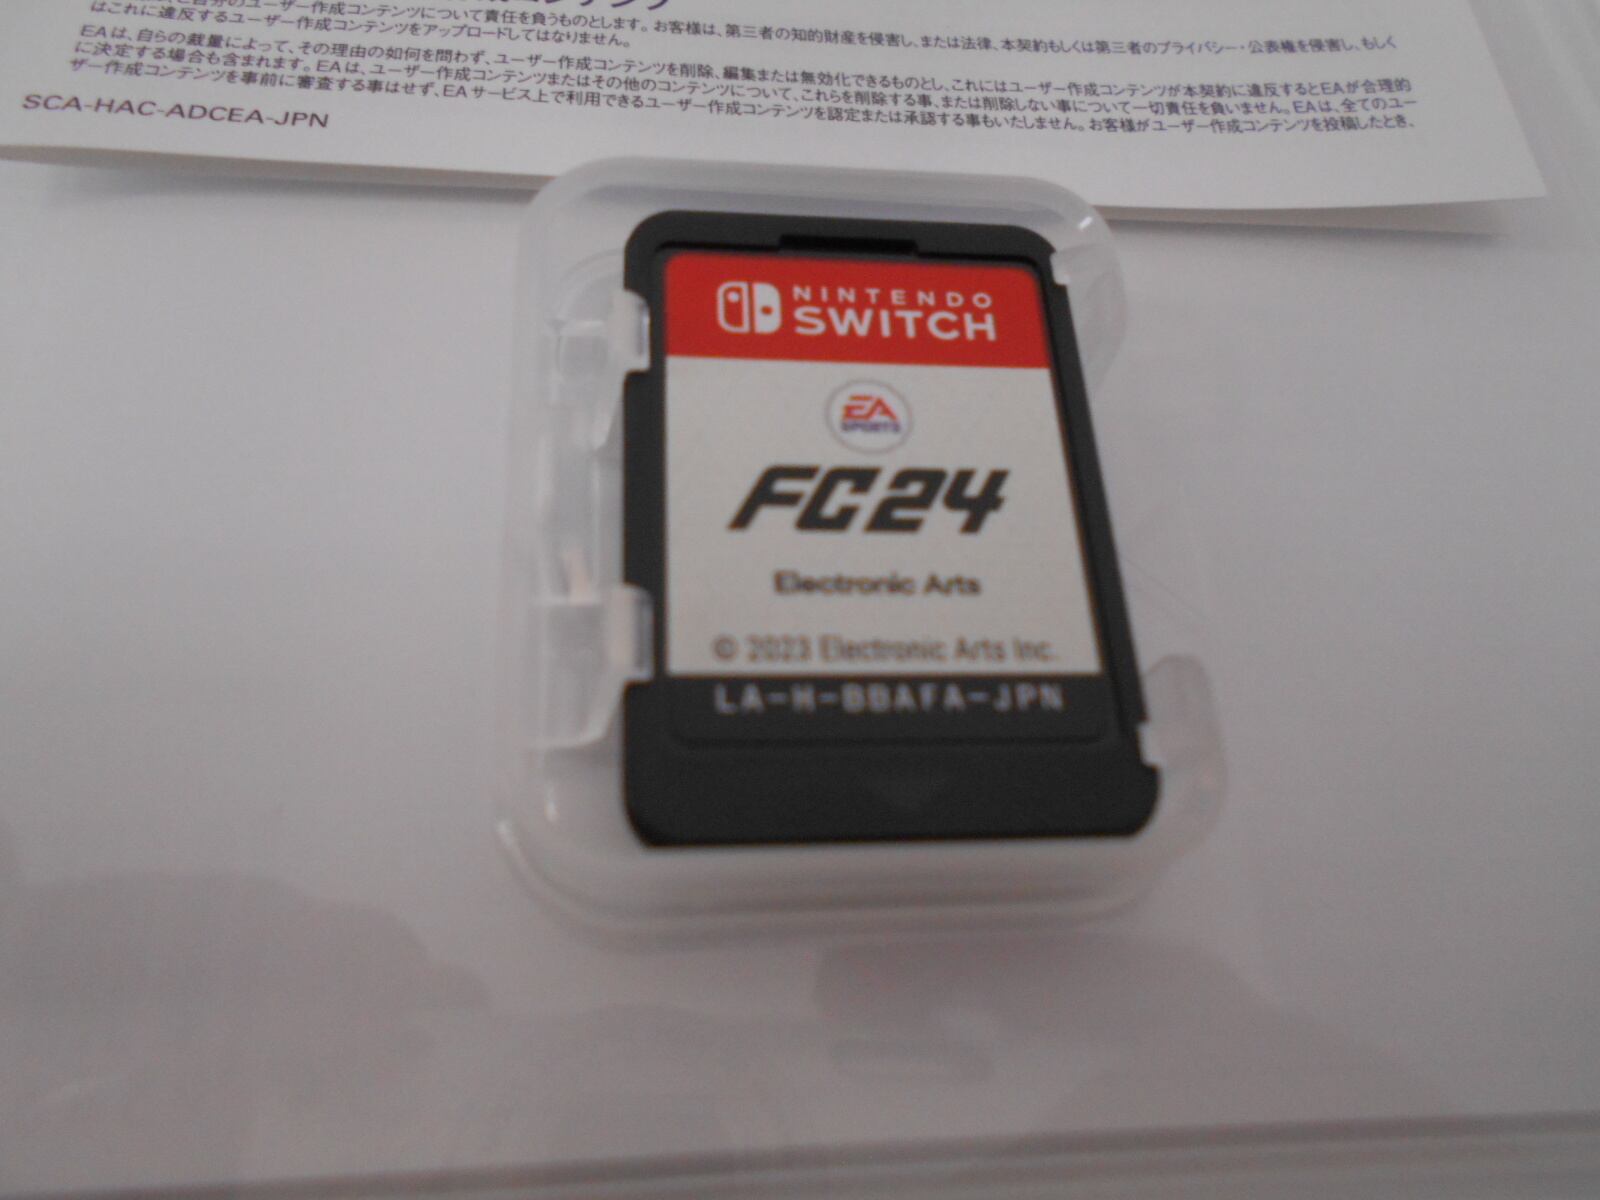 自分のユーザー作成コンテンツについて責任を負うものとします。お客様は、第三者の知的財産を侵害し、または法律、本契約もしくは第三者のプライバシー・公表権を侵害し、もしく
はこれに違反するユーザー作成コンテンツをアップロードしてはなりません。
EAは、自らの裁量によって、その理由の如何を問わず、ユーザー作成コンテンツを削除、編集または無効化できるものとし、これにはユーザー作成コンテンツが本契約に違反するとEAが合理的
に決定する場合も含まれます。EAは、ユーザー作成コンテンツまたはその他のコンテンツについて、これらを削除する事、または削除しない事について一切責任を負いません。EAは、全てのユー
ザー作成コンテンツを事前に審査する事はせず、EAサービス上で利用できるユーザー作成コンテンツを認定または承認する事もいたしません。お客様がユーザー作成コンテンツを投稿したとき、
SCA-HAC-ADCEA-JPN
NINTENDO
SWITCH
EA
SPORTS
FC24
Electronic Arts
© 2023 Electronic Arts Inc.
LA-H-BBAFA-JPN